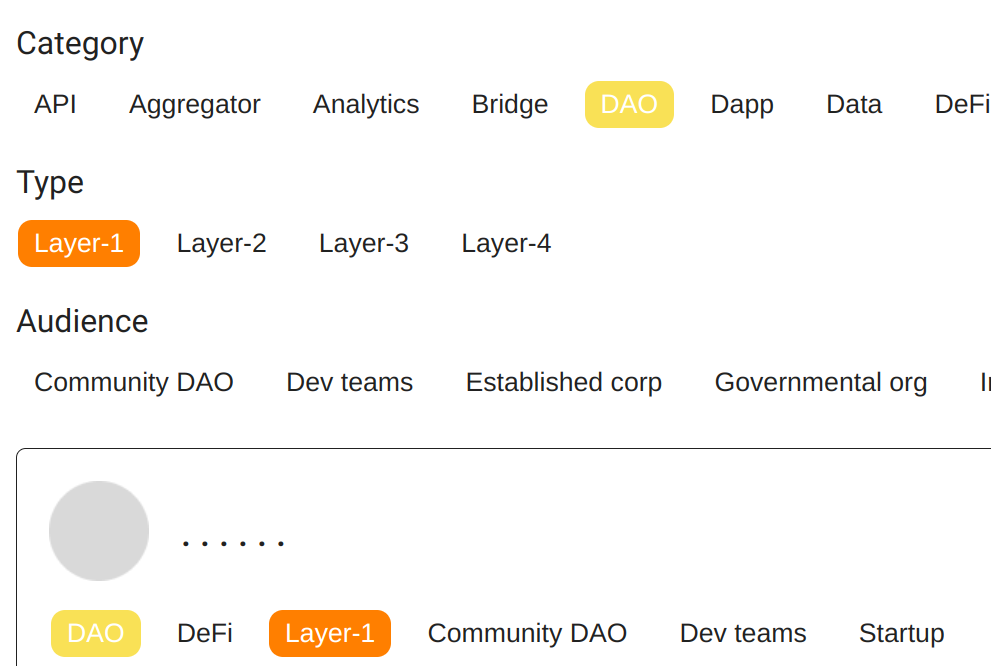 Category
API Aggregator Analytics Bridge DAO Dapp Data DeFi
Type
Layer-1 Layer-2 Layer-3 Layer-4
Audience
Community DAO Dev teams Established corp Governmental org
......
DAO DeFi Layer-1 Community DAO Dev teams Startup